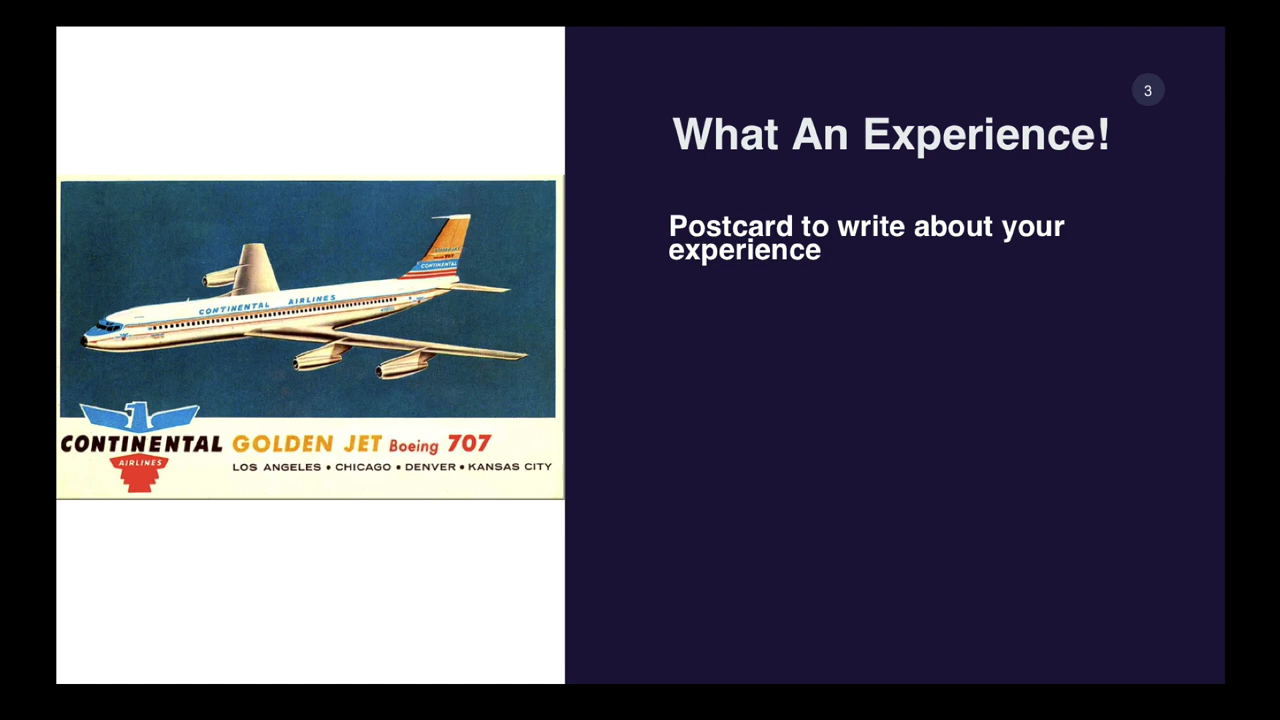 3
What An Experience!
Postcard to write about your
experience
CONTINENTAL AIRLINES
CONTINENTAL
CONTINENTAL GOLDEN JET Boeing 707
AIRLINES
LOS ANGELES • CHICAGO • DENVER • KANSAS CITY